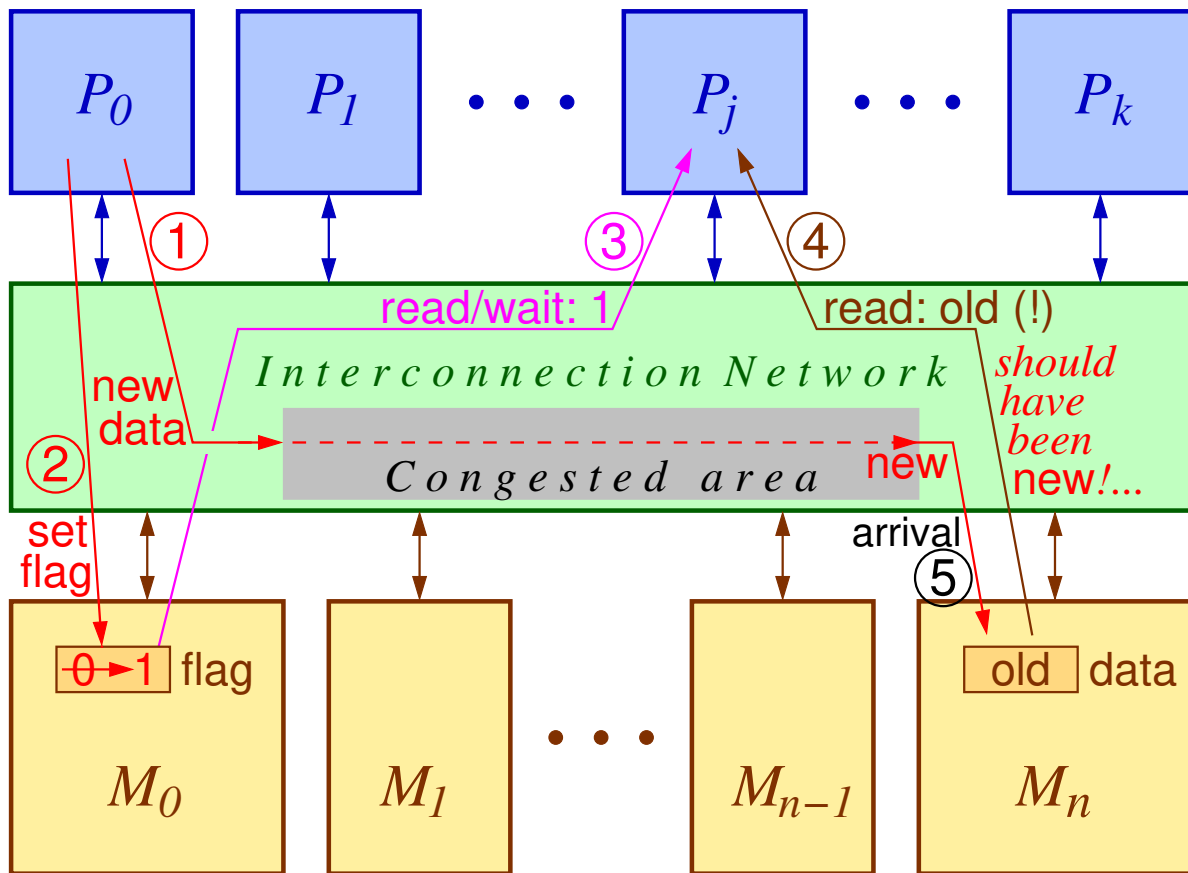 P0 P1 • • • Pj • • • Pk
1 3 4
read/wait: 1 read: old (!)
Interconnection Network
should
have
been
new!...
new
data
2
Congested area
new
set
flag
arrival
5
0 1 flag
old data
• • •
M0 M1 Mn−1 Mn